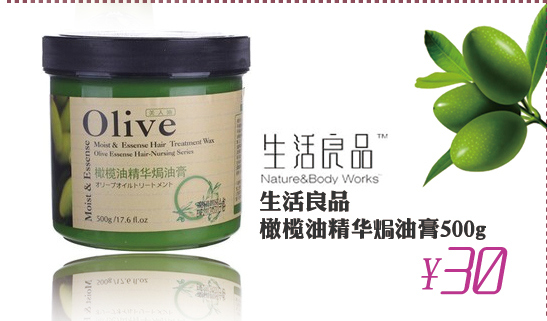 Olive
Moist & Essense Hair Treatment Wax
Olive Essense Hair-Nursing Series
Moist & Essense
橄榄油精华焗油膏
オリーブオイルトリートメント
500g/17.6 fl.oz
生活良品™
Nature&Body Works
生活良品
橄榄油精华焗油膏500g
¥30